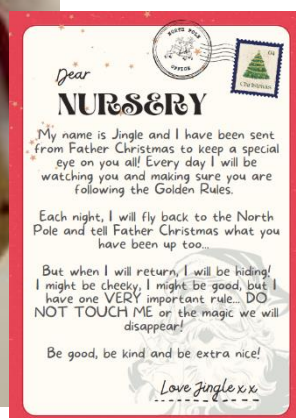 NORTH POLE
OFFICE
04
Christmas
Dear
NURSERY
My name is Jingle and I have been sent
from Father Christmas to keep a special
eye on you all! Every day I will be
watching you and making sure you are
following the Golden Rules.
Each night, I will fly back to the North
Pole and tell Father Christmas what you
have been up too...
But when I will return, I will be hiding!
I might be cheeky, I might be good, but I
have one VERY important rule... DO
NOT TOUCH ME or the magic we will
disappear!
Be good, be kind and be extra nice!
Love Jingle x x